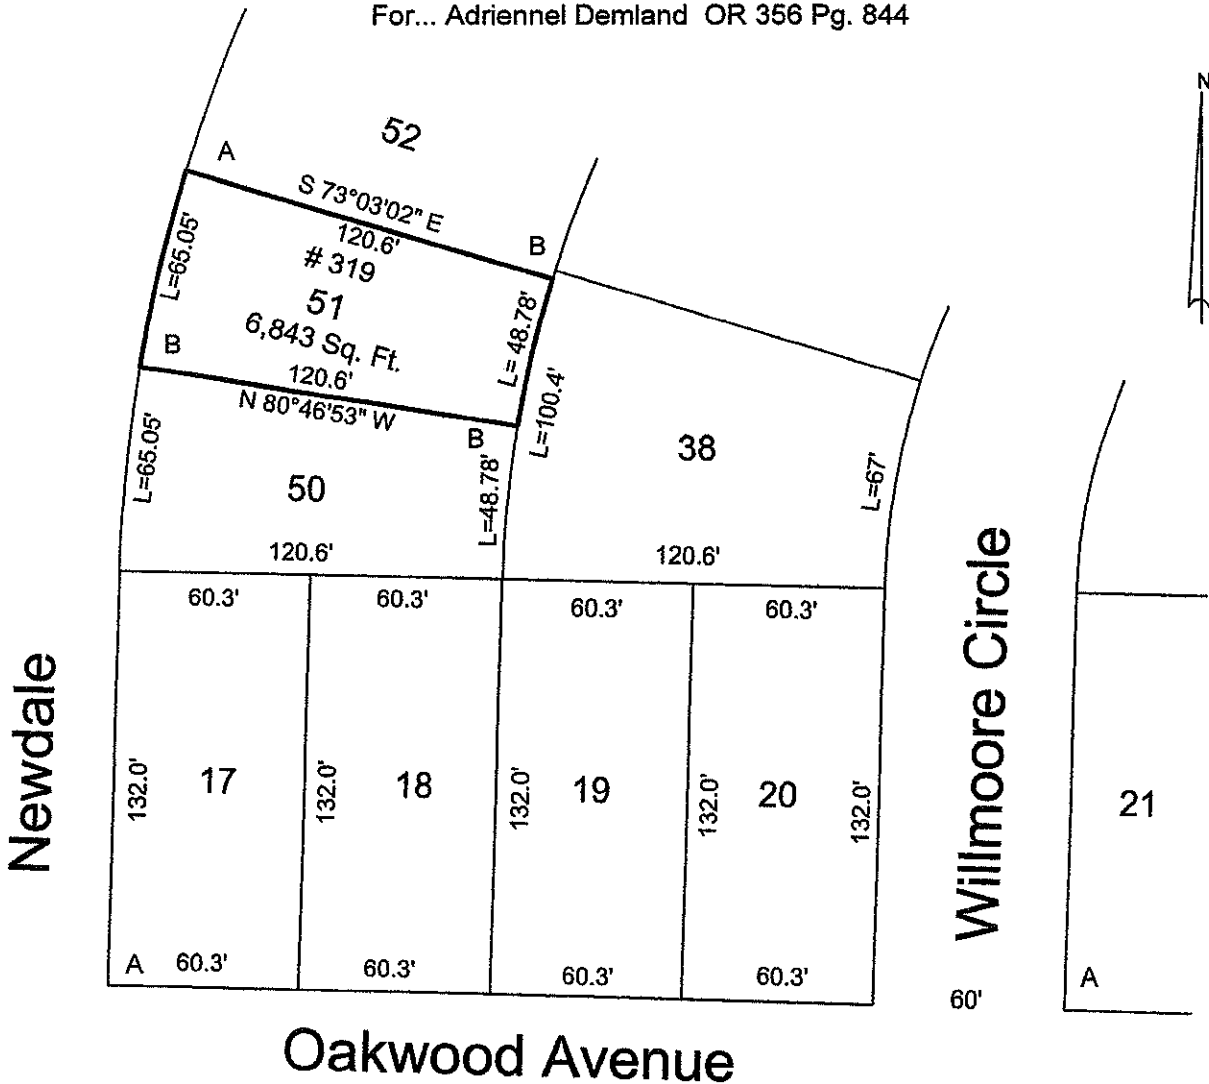 For... Adriennel Demland OR 356 Pg. 844
N
52
A
S 73°03'02" E
120.6'
B
# 319
L=65.05'
51
6,843 Sq. Ft.
L= 48.78'
B
120.6'
N 80°46'53" W
B
L=100.4'
38
L=65.05'
50
L=48.78'
L=67'
120.6'
120.6'
60.3'
60.3'
60.3'
60.3'
Newdale
132.0'
17
132.0'
18
132.0'
19
132.0'
20
132.0'
Willmoore Circle
21
A
60.3'
60.3'
60.3'
60.3'
60'
A
Oakwood Avenue